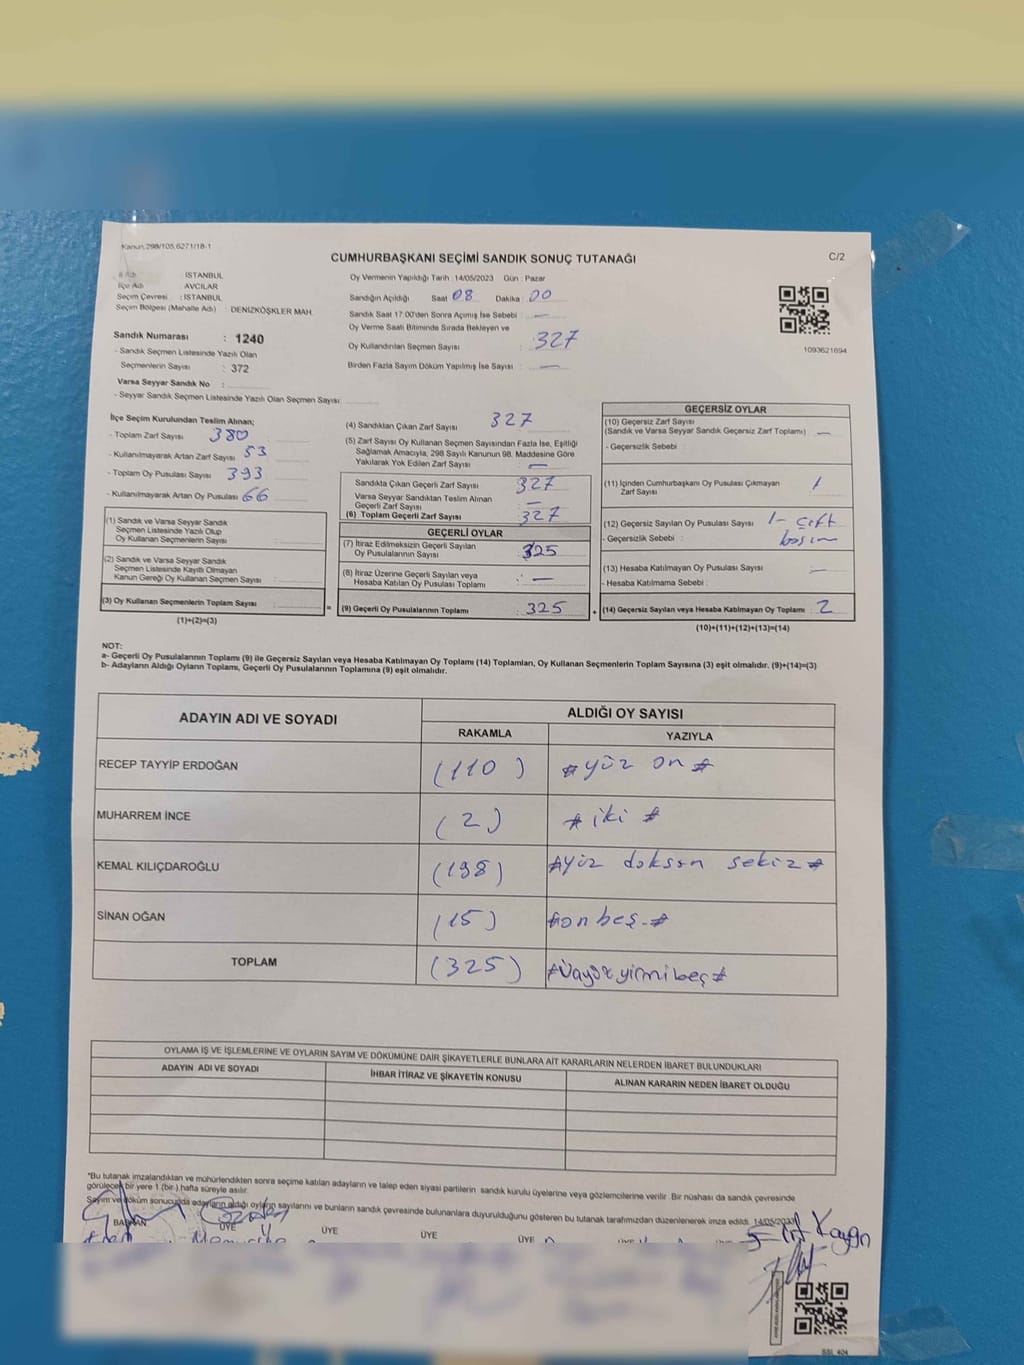 Kanun.298/105,6271/18-1
CUMHURBAŞKANI SEÇİMİ SANDIK SONUÇ TUTANAĞI
C/2
İl Adı : İSTANBUL
İlçe Adı : AVCILAR
Seçim Çevresi : İSTANBUL
Seçim Bölgesi (Mahalle Adı) : DENİZKÖŞKLER MAH
Sandık Numarası : 1240
- Sandık Seçmen Listesinde Yazılı Olan
Seçmenlerin Sayısı : 372
Varsa Seyyar Sandık No :
- Seyyar Sandık Seçmen Listesinde Yazılı Olan Seçmen Sayısı
Oy Vermenin Yapıldığı Tarih : 14/05/2023 Gün : Pazar
Sandığın Açıldığı Saat 08 Dakika : 00
Sandık Saat 17:00'den Sonra Açımış İse Sebebi : —
Oy Verme Saati Bitiminde Sırada Bekleyen ve
Oy Kullandırılan Seçmen Sayısı : 327
Birden Fazla Sayım Döküm Yapılmış İse Sayısı : —
1093621694
İlçe Seçim Kurulundan Teslim Alınan;
- Toplam Zarf Sayısı 380
- Kullanılmayarak Artan Zarf Sayısı 53
- Toplam Oy Pusulası Sayısı 393
- Kullanılmayarak Artan Oy Pusulası 66
(1) Sandık ve Varsa Seyyar Sandık
Seçmen Listesinde Yazılı Olup
Oy Kullanan Seçmenlerin Sayısı :
(2) Sandık ve Varsa Seyyar Sandık
Seçmen Listesinde Kayıtlı Olmayan
Kanun Gereği Oy Kullanan Seçmen Sayısı :
(3) Oy Kullanan Seçmenlerin Toplam Sayısı : =
(1)+(2)=(3)
(4) Sandıktan Çıkan Zarf Sayısı 327
(5) Zarf Sayısı Oy Kullanan Seçmen Sayısından Fazla İse, Eşitliği
Sağlamak Amacıyla, 298 Sayılı Kanunun 98. Maddesine Göre
Yakılarak Yok Edilen Zarf Sayısı : —
Sandıkta Çıkan Geçerli Zarf Sayısı 327
Varsa Seyyar Sandıktan Teslim Alınan
Geçerli Zarf Sayısı —
(6) Toplam Geçerli Zarf Sayısı 327
GEÇERLİ OYLAR
(7) İtiraz Edilmeksizin Geçerli Sayılan
Oy Pusulalarının Sayısı : 325
(8) İtiraz Üzerine Geçerli Sayılan veya
Hesaba Katılan Oy Pusulası Toplamı : —
(9) Geçerli Oy Pusulalarının Toplamı : 325 +
GEÇERSİZ OYLAR
(10) Geçersiz Zarf Sayısı
(Sandık ve Varsa Seyyar Sandık Geçersiz Zarf Toplamı) —
- Geçersizlik Sebebi
(11) İçinden Cumhurbaşkanı Oy Pusulası Çıkmayan
Zarf Sayısı 1
(12) Geçersiz Sayılan Oy Pusulası Sayısı 1- çift
- Geçersizlik Sebebi : basım
(13) Hesaba Katılmayan Oy Pusulası Sayısı —
- Hesaba Katılmama Sebebi :
(14) Geçersiz Sayılan veya Hesaba Katılmayan Oy Toplamı : 2
(10)+(11)+(12)+(13)=(14)
NOT:
a- Geçerli Oy Pusulalarının Toplamı (9) ile Geçersiz Sayılan veya Hesaba Katılmayan Oy Toplamı (14) Toplamları, Oy Kullanan Seçmenlerin Toplam Sayısına (3) eşit olmalıdır. (9)+(14)=(3)
b- Adayların Aldığı Oyların Toplamı, Geçerli Oy Pusulalarının Toplamına (9) eşit olmalıdır.
ADAYIN ADI VE SOYADI
ALDIĞI OY SAYISI
RAKAMLA
YAZIYLA
RECEP TAYYİP ERDOĞAN (110) # yüz on #
MUHARREM İNCE (2) # iki #
KEMAL KILIÇDAROĞLU (198) #yüz doksan sekiz#
SİNAN OĞAN (15) #on beş.#
TOPLAM (325) #Üçyüz yirmi beş#
OYLAMA İŞ VE İŞLEMLERİNE VE OYLARIN SAYIM VE DÖKÜMÜNE DAİR ŞİKAYETLERLE BUNLARA AİT KARARLARIN NELERDEN İBARET BULUNDUKLARI
ADAYIN ADI VE SOYADI
İHBAR İTİRAZ VE ŞİKAYETİN KONUSU
ALINAN KARARIN NEDEN İBARET OLDUĞU
*Bu tutanak imzalandıktan ve mühürlendikten sonra seçime katılan adayların ve talep eden siyasi partilerin sandık kurulu üyelerine veya gözlemcilerine verilir. Bir nüshası da sandık çevresinde
görülecek bir yere 1 (bir ) hafta süreyle asılır.
Sayım ve döküm sonucunda adayların aldığı oyların sayılarını ve bunların sandık çevresinde bulunanlara duyurulduğunu gösteren bu tutanak tarafımızdan düzenlenerek imza edildi. 14/05/2023
BAŞKAN ÜYE ÜYE ÜYE ÜYE
SSL 404